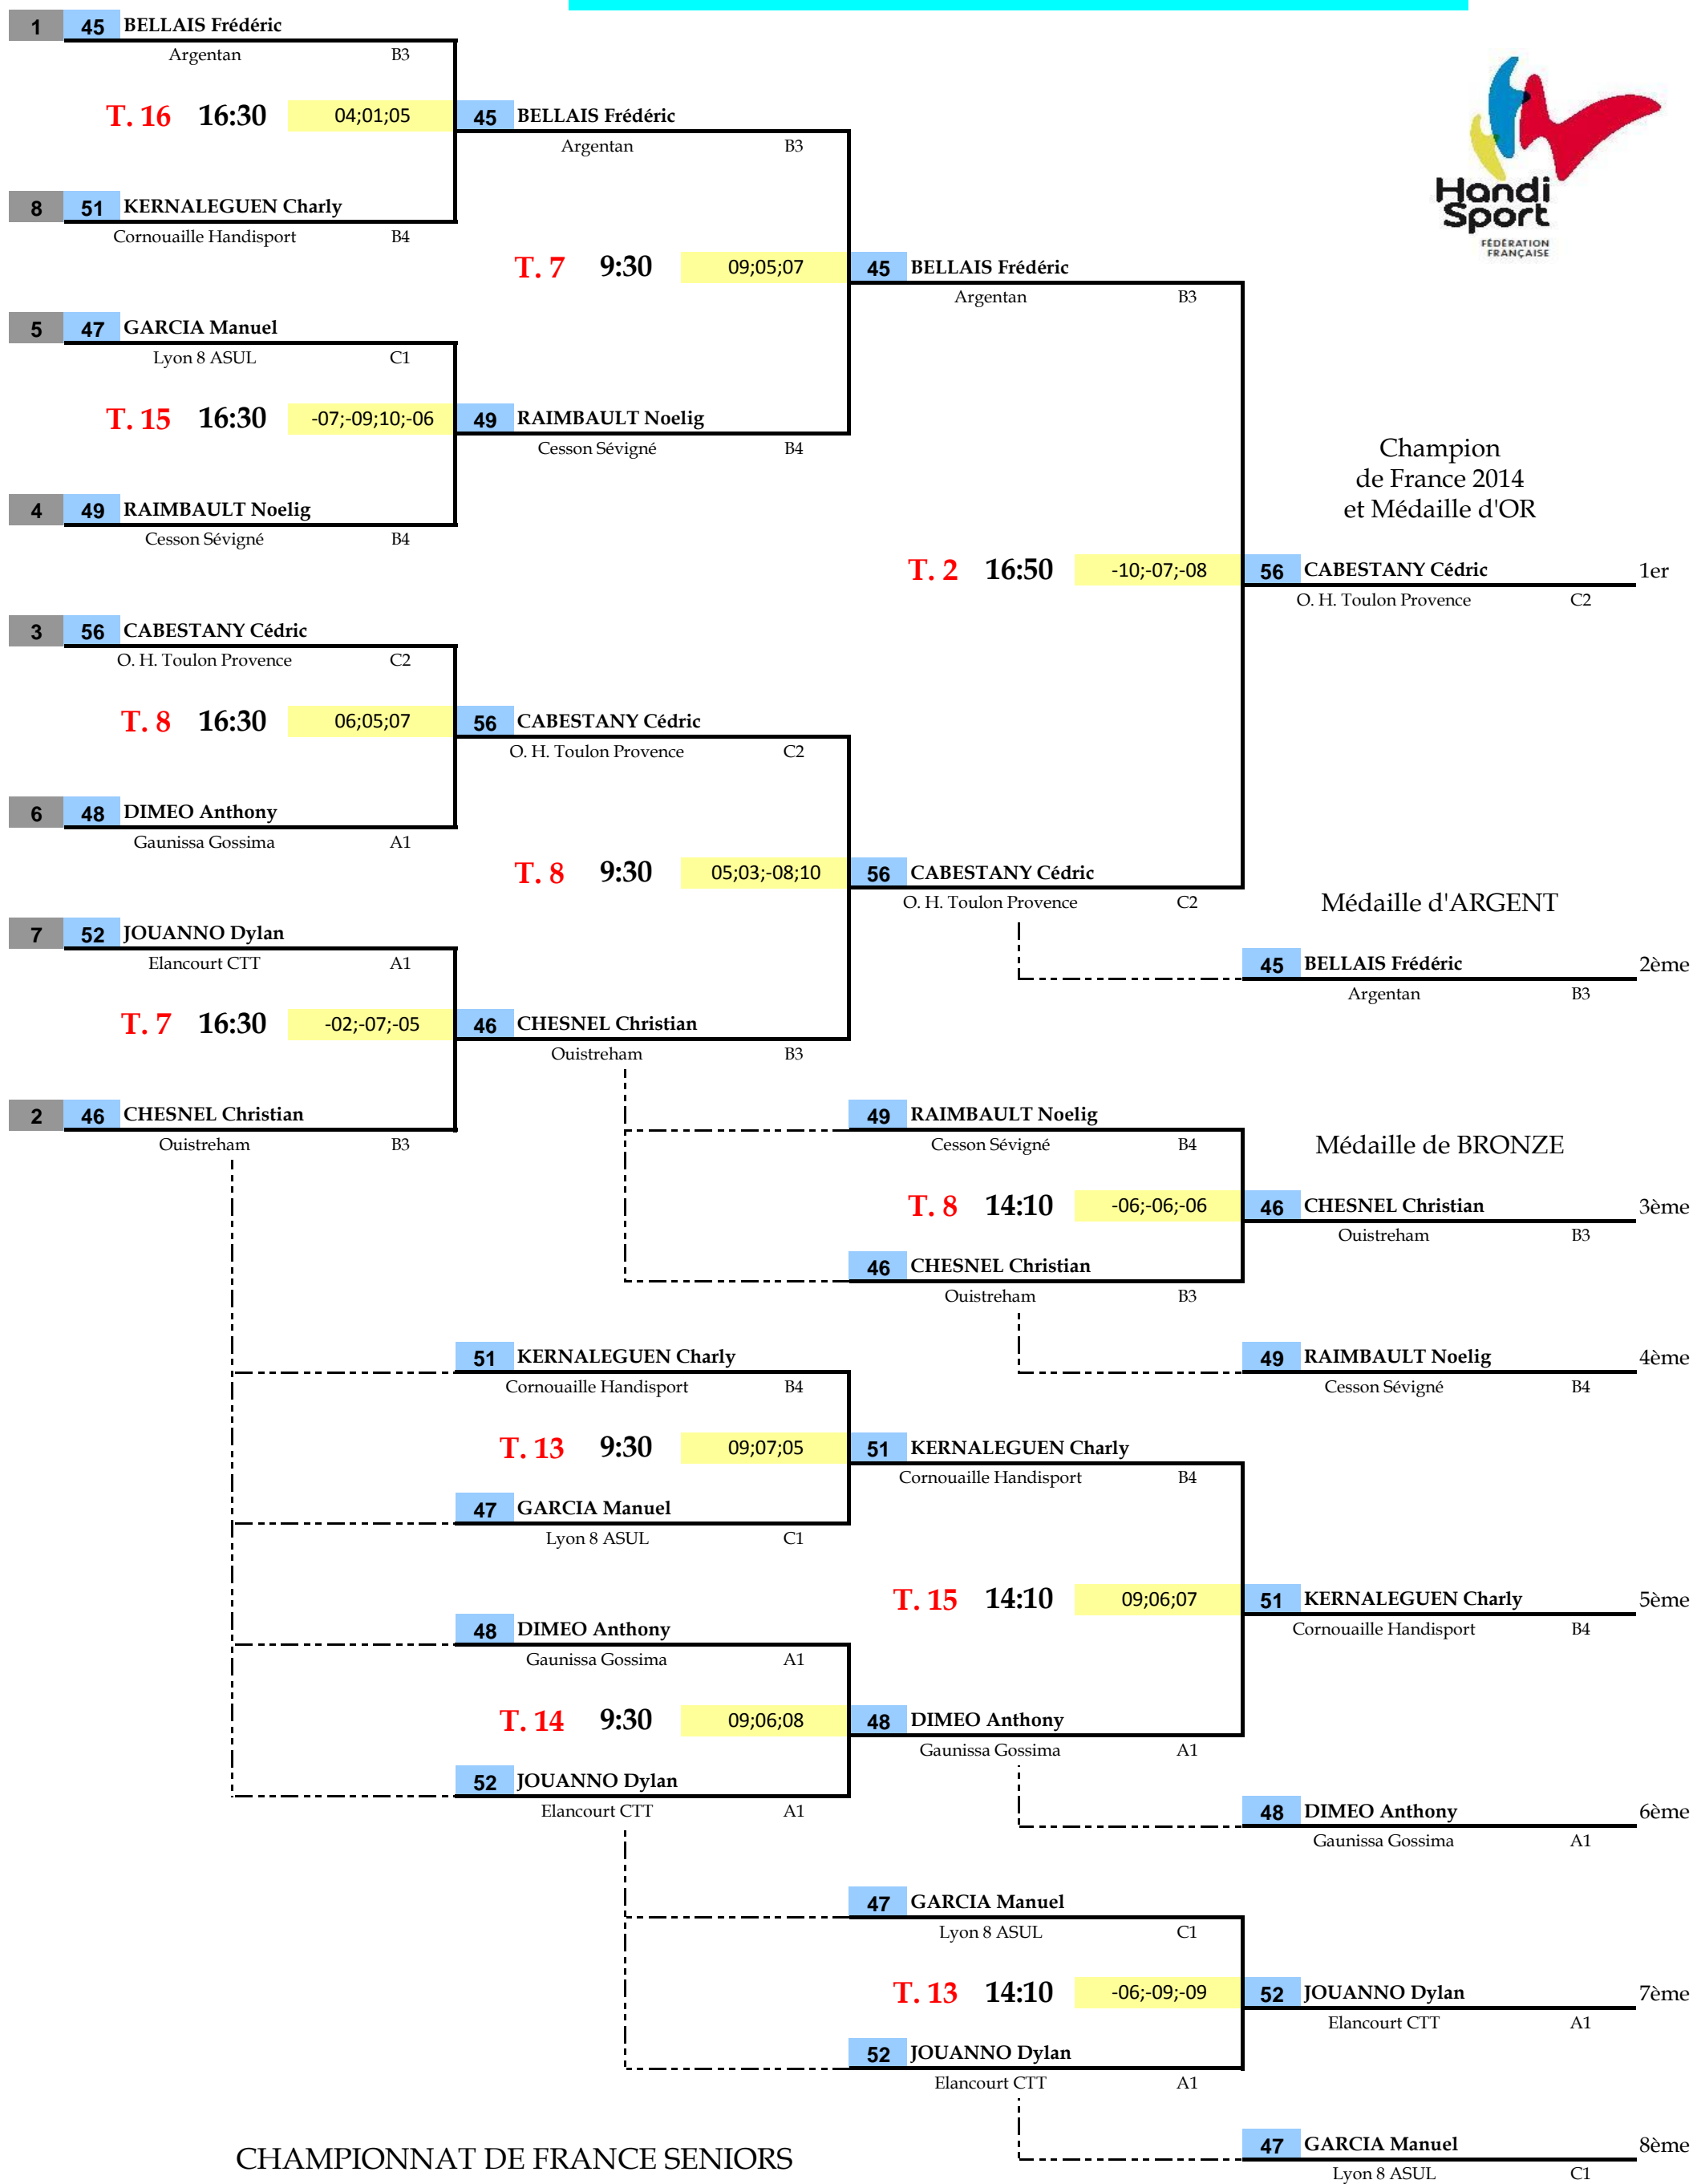 1 45 BELLAIS Frédéric
Argentan B3
T. 16 16:30 04;01;05 45 BELLAIS Frédéric
Argentan B3
8 51 KERNALEGUEN Charly
Cornouaille Handisport B4
Handi
Sport
FÉDÉRATION
FRANÇAISE
T. 7 9:30 09;05;07 45 BELLAIS Frédéric
Argentan B3
5 47 GARCIA Manuel
Lyon 8 ASUL C1
T. 15 16:30 -07;-09;10;-06 49 RAIMBAULT Noelig
Cesson Sévigné B4
4 49 RAIMBAULT Noelig
Cesson Sévigné B4
Champion
de France 2014
et Médaille d'OR
T. 2 16:50 -10;-07;-08 56 CABESTANY Cédric 1er
O. H. Toulon Provence C2
3 56 CABESTANY Cédric
O. H. Toulon Provence C2
T. 8 16:30 06;05;07 56 CABESTANY Cédric
O. H. Toulon Provence C2
6 48 DIMEO Anthony
Gaunissa Gossima A1
T. 8 9:30 05;03;-08;10 56 CABESTANY Cédric
O. H. Toulon Provence C2
Médaille d'ARGENT
7 52 JOUANNO Dylan
Elancourt CTT A1
45 BELLAIS Frédéric 2ème
Argentan B3
T. 7 16:30 -02;-07;-05 46 CHESNEL Christian
Ouistreham B3
2 46 CHESNEL Christian
Ouistreham B3
49 RAIMBAULT Noelig
Cesson Sévigné B4
Médaille de BRONZE
T. 8 14:10 -06;-06;-06 46 CHESNEL Christian 3ème
Ouistreham B3
46 CHESNEL Christian
Ouistreham B3
51 KERNALEGUEN Charly
Cornouaille Handisport B4
49 RAIMBAULT Noelig 4ème
Cesson Sévigné B4
T. 13 9:30 09;07;05 51 KERNALEGUEN Charly
Cornouaille Handisport B4
47 GARCIA Manuel
Lyon 8 ASUL C1
T. 15 14:10 09;06;07 51 KERNALEGUEN Charly 5ème
Cornouaille Handisport B4
48 DIMEO Anthony
Gaunissa Gossima A1
T. 14 9:30 09;06;08 48 DIMEO Anthony
Gaunissa Gossima A1
52 JOUANNO Dylan
Elancourt CTT A1
48 DIMEO Anthony 6ème
Gaunissa Gossima A1
47 GARCIA Manuel
Lyon 8 ASUL C1
T. 13 14:10 -06;-09;-09 52 JOUANNO Dylan 7ème
Elancourt CTT A1
52 JOUANNO Dylan
Elancourt CTT A1
CHAMPIONNAT DE FRANCE SENIORS
47 GARCIA Manuel 8ème
Lyon 8 ASUL C1